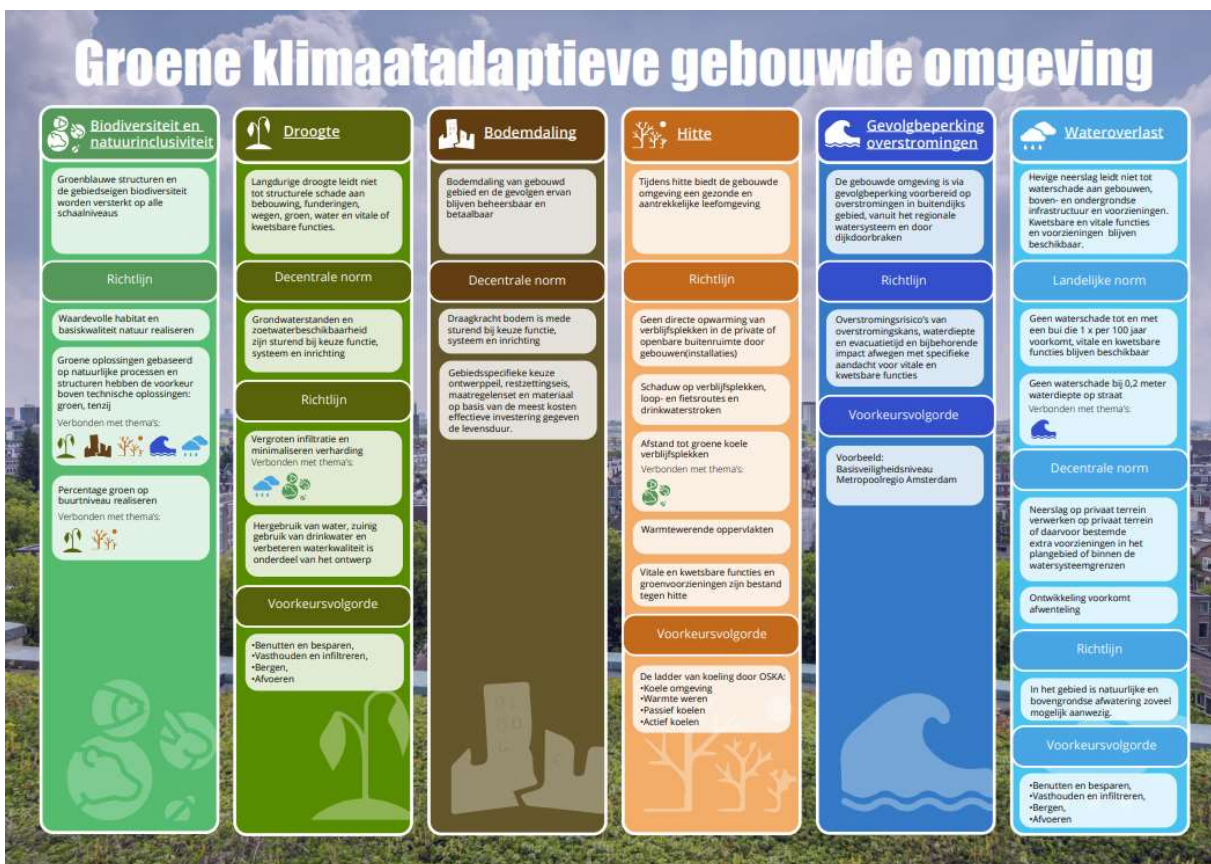 Groene klimaatadaptieve gebouwde omgeving
Biodiversiteit en
natuurinclusiviteit
Groenblauwe structuren en
de gebiedseigen biodiversiteit
worden versterkt op alle
schaalniveaus
Richtlijn
Waardevolle habitat en
basiskwaliteit natuur realiseren
Groene oplossingen gebaseerd
op natuurlijke processen en
structuren hebben de voorkeur
boven technische oplossingen:
groen, tenzij
Verbonden met thema's:
Percentage groen op
buurtniveau realiseren
Verbonden met thema's:
Droogte
Langdurige droogte leidt niet
tot structurele schade aan
bebouwing, funderingen,
wegen, groen, water en vitale of
kwetsbare functies.
Decentrale norm
Grondwaterstanden en
zoetwaterbeschikbaarheid
zijn sturend bij keuze functie,
systeem en inrichting
Richtlijn
Vergroten infiltratie en
minimaliseren verharding
Verbonden met thema's:
Hergebruik van water, zuinig
gebruik van drinkwater en
verbeteren waterkwaliteit is
onderdeel van het ontwerp
Voorkeursvolgorde
•Benutten en besparen,
•Vasthouden en infiltreren,
•Bergen,
•Afvoeren
Bodemdaling
Bodemdaling van gebouwd
gebied en de gevolgen ervan
blijven beheersbaar en
betaalbaar
Decentrale norm
Draagkracht bodem is mede
sturend bij keuze functie,
systeem en inrichting
Gebiedsspecifieke keuze
ontwerppeil, restzettingseis,
maatregelenset en materiaal
op basis van de meest kosten
effectieve investering gegeven
de levensduur.
Hitte
Tijdens hitte biedt de gebouwde
omgeving een gezonde en
aantrekkelijke leefomgeving
Richtlijn
Geen directe opwarming van
verblijfsplekken in de private of
openbare buitenruimte door
gebouwen(installaties)
Schaduw op verblijfsplekken,
loop- en fietsroutes en
drinkwaterstroken
Afstand tot groene koele
verblijfsplekken
Verbonden met thema's:
Warmtewerende oppervlakten
Vitale en kwetsbare functies en
groenvoorzieningen zijn bestand
tegen hitte
Voorkeursvolgorde
De ladder van koeling door OSKA:
•Koele omgeving
•Warmte weren
•Passief koelen
•Actief koelen
Gevolgbeperking
overstromingen
De gebouwde omgeving is via
gevolgbeperking voorbereid op
overstromingen in buitendijks
gebied, vanuit het regionale
watersysteem en door
dijkdoorbraken
Richtlijn
Overstromingsrisico's van
overstromingskans, waterdiepte
en evacuatietijd en bijbehorende
impact afwegen met specifieke
aandacht voor vitale en
kwetsbare functies
Voorkeursvolgorde
Voorbeeld:
Basisveiligheidsniveau
Metropoolregio Amsterdam
Wateroverlast
Hevige neerslag leidt niet tot
waterschade aan gebouwen,
boven- en ondergrondse
infrastructuur en voorzieningen.
Kwetsbare en vitale functies
en voorzieningen blijven
beschikbaar.
Landelijke norm
Geen waterschade tot en met
een bui die 1 x per 100 jaar
voorkomt, vitale en kwetsbare
functies blijven beschikbaar
Geen waterschade bij 0,2 meter
waterdiepte op straat
Verbonden met thema's:
Decentrale norm
Neerslag op privaat terrein
verwerken op privaat terrein
of daarvoor bestemde
extra voorzieningen in het
plangebied of binnen de
watersysteemgrenzen
Ontwikkeling voorkomt
afwenteling
Richtlijn
In het gebied is natuurlijke en
bovengrondse afwatering zoveel
mogelijk aanwezig.
Voorkeursvolgorde
•Benutten en besparen,
•Vasthouden en infiltreren,
•Bergen,
•Afvoeren